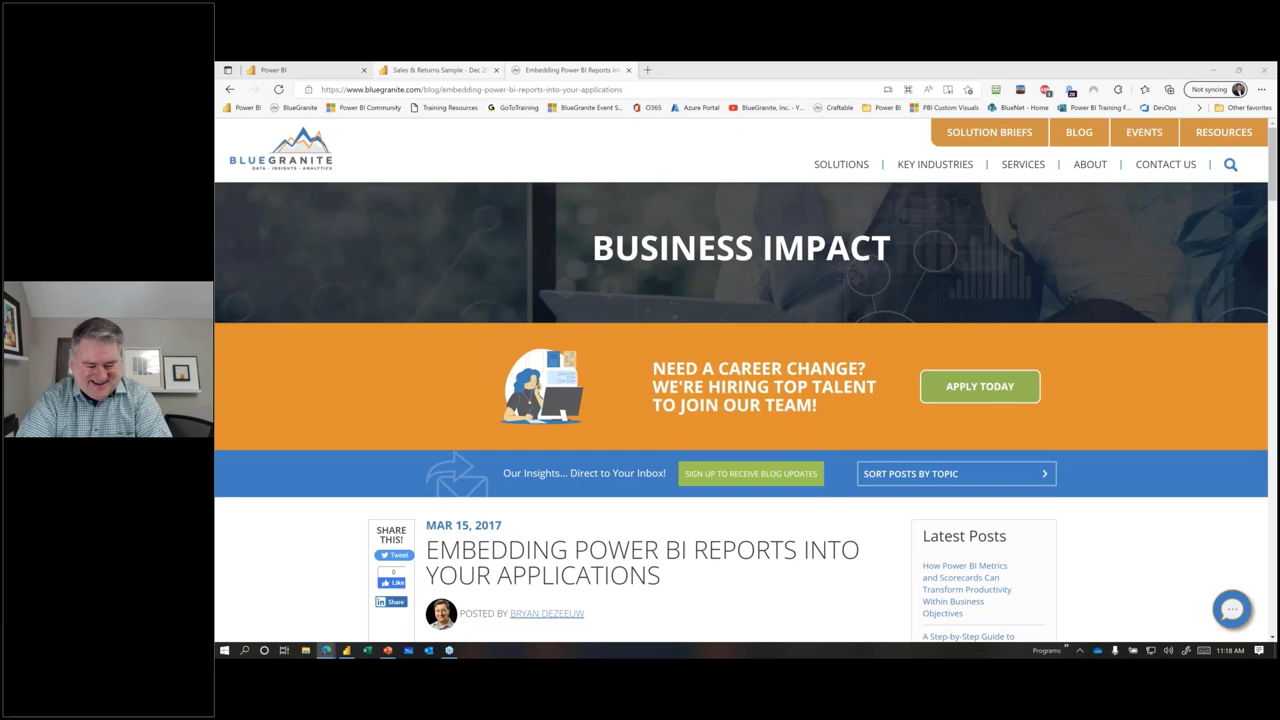 Power BI
Sales & Returns Sample - Dec 2
Embedding Power BI Reports in
https://www.bluegranite.com/blog/embedding-power-bi-reports-into-your-applications
Not syncing
Power BI
BlueGranite
Power BI Community
Training Resources
GoToTraining
BlueGranite Event S...
O365
Azure Portal
BlueGranite, Inc. - Y...
Craftable
Power BI
PBI Custom Visuals
BlueNet - Home
Power BI Training F...
DevOps
Other favorites
SOLUTION BRIEFS
BLOG
EVENTS
RESOURCES
BLUEGRANITE
DATA · INSIGHTS · ANALYTICS
SOLUTIONS
KEY INDUSTRIES
SERVICES
ABOUT
CONTACT US
BUSINESS IMPACT
NEED A CAREER CHANGE?
WE'RE HIRING TOP TALENT
TO JOIN OUR TEAM!
APPLY TODAY
Our Insights... Direct to Your Inbox!
SIGN UP TO RECEIVE BLOG UPDATES
SORT POSTS BY TOPIC
SHARE
THIS!
Tweet
0
Like
Share
MAR 15, 2017
EMBEDDING POWER BI REPORTS INTO
YOUR APPLICATIONS
POSTED BY BRYAN DEZEEUW
Latest Posts
How Power BI Metrics
and Scorecards Can
Transform Productivity
Within Business
Objectives
A Step-by-Step Guide to
Programs
11:18 AM